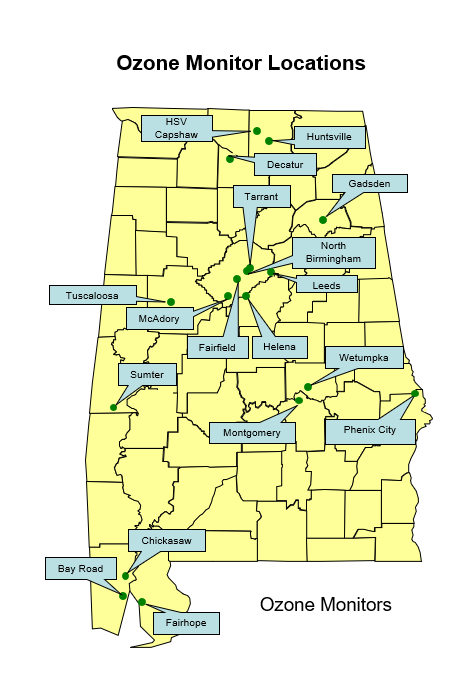 Ozone Monitor Locations
HSV
Capshaw
Huntsville
Decatur
Gadsden
Tarrant
North
Birmingham
Leeds
Tuscaloosa
McAdory
Fairfield
Helena
Wetumpka
Sumter
Montgomery
Phenix City
Chickasaw
Bay Road
Ozone Monitors
Fairhope